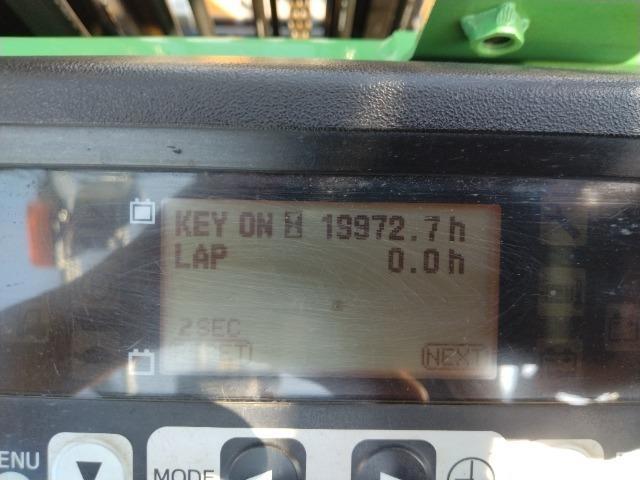 KEY ON H 19972.7h
LAP 0.0h
2SEC
NEXT
MODE